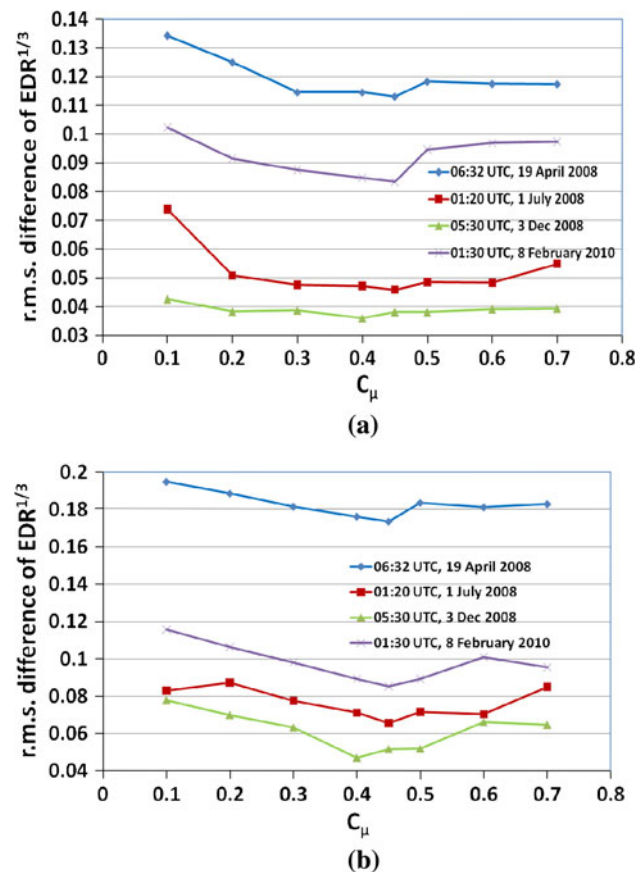 0.14
0.13
0.12
0.11
0.1
0.09
0.08
0.07
0.06
0.05
0.04
0.03
r.m.s. difference of EDR^1/3
06:32 UTC, 19 April 2008
01:20 UTC, 1 July 2008
05:30 UTC, 3 Dec 2008
01:30 UTC, 8 February 2010
0 0.1 0.2 0.3 0.4 0.5 0.6 0.7 0.8
Cμ
(a)
0.2
0.18
0.16
0.14
0.12
0.1
0.08
0.06
0.04
r.m.s. difference of EDR^1/3
06:32 UTC, 19 April 2008
01:20 UTC, 1 July 2008
05:30 UTC, 3 Dec 2008
01:30 UTC, 8 February 2010
0 0.1 0.2 0.3 0.4 0.5 0.6 0.7 0.8
Cμ
(b)